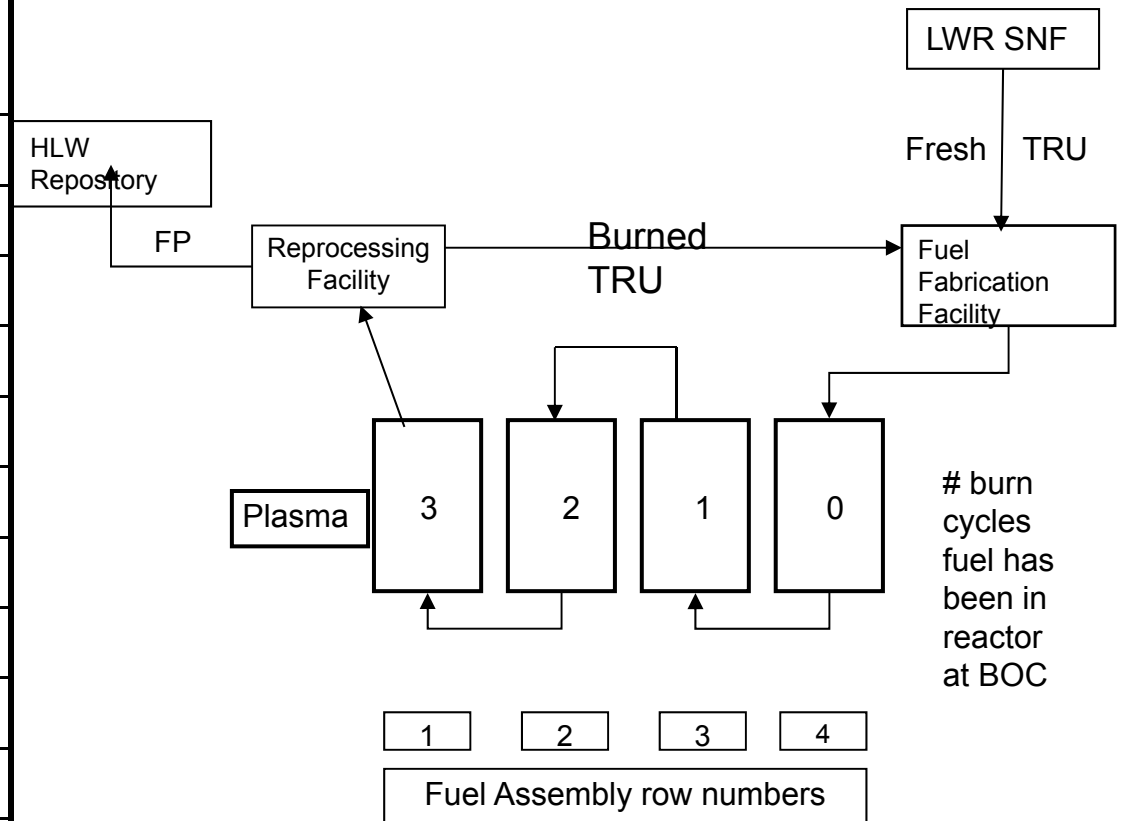 LWR SNF
HLW
Repository
Fresh TRU
FP
Reprocessing
Facility
Burned
TRU
Fuel
Fabrication
Facility
Plasma
3
2
1
0
# burn
cycles
fuel has
been in
reactor
at BOC
1
2
3
4
Fuel Assembly row numbers